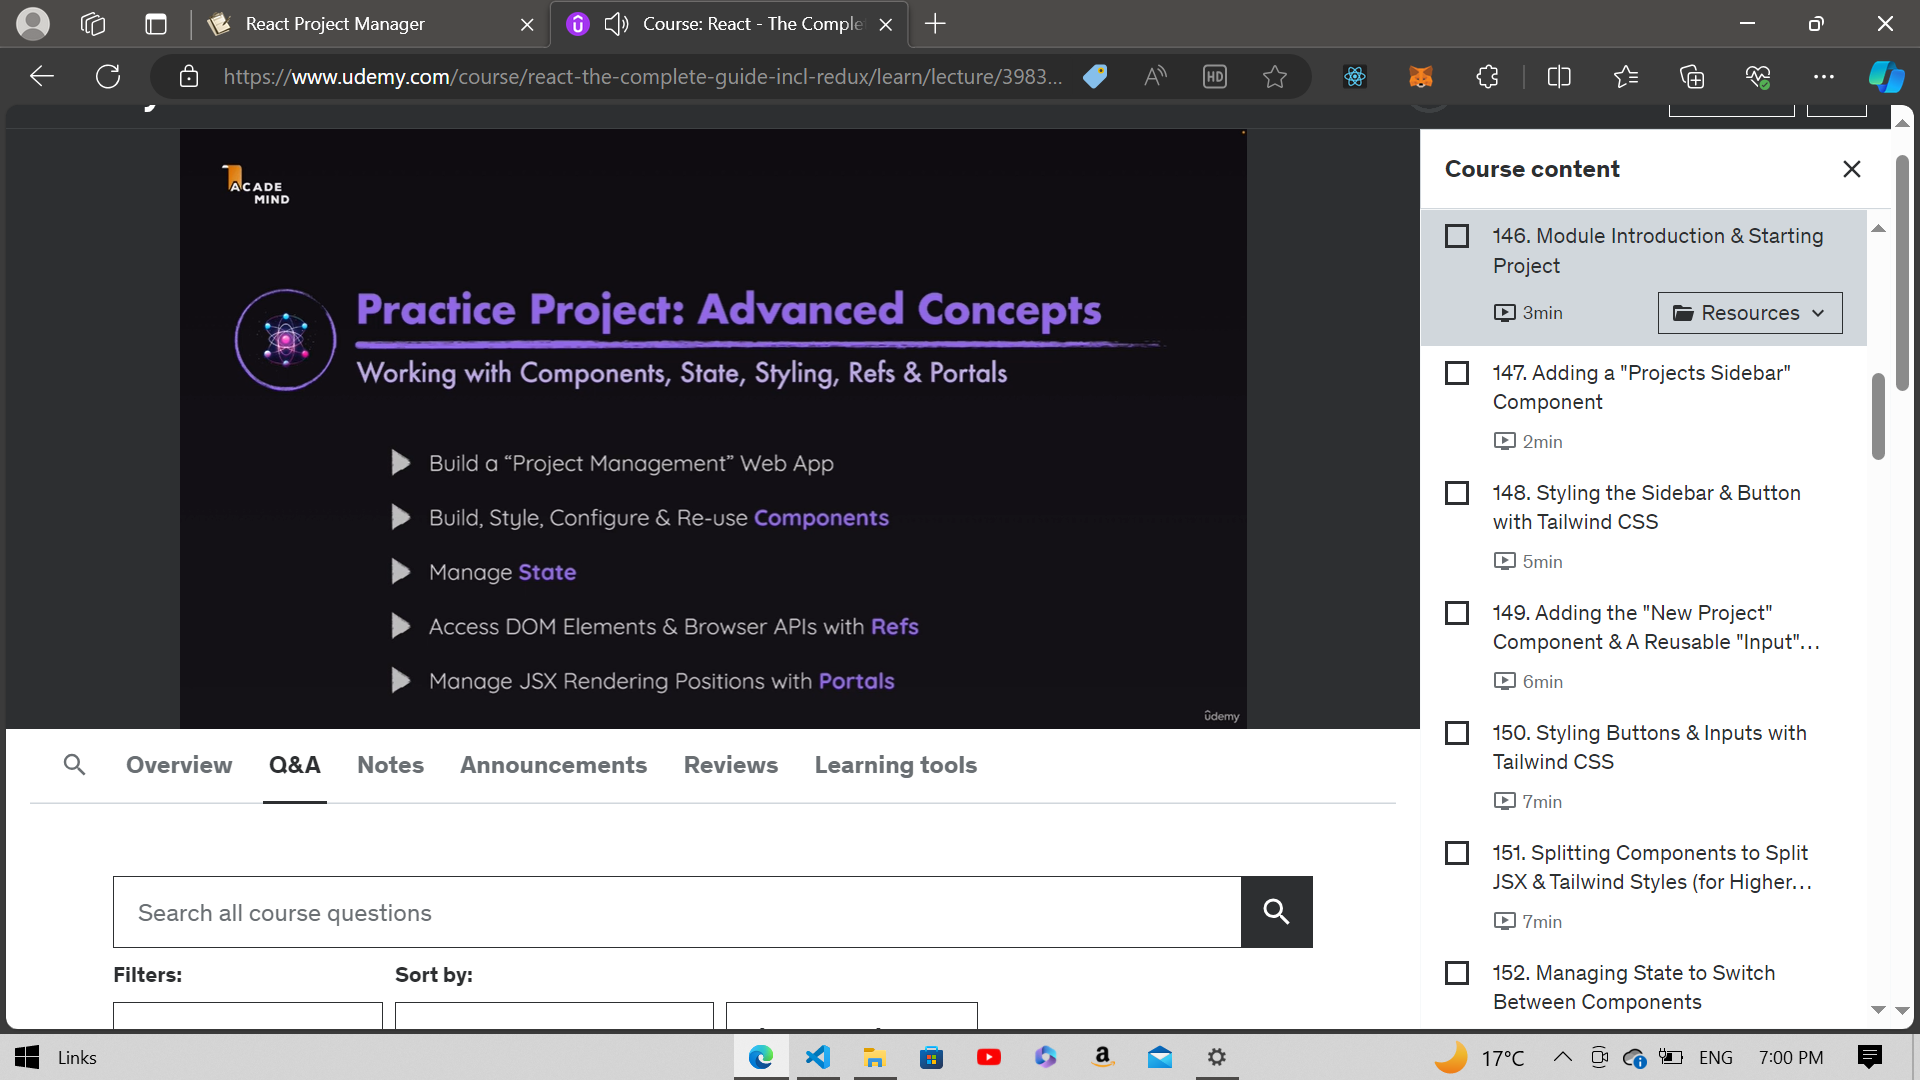 React Project Manager
Course: React - The Comple
https://www.udemy.com/course/react-the-complete-guide-incl-redux/learn/lecture/3983...
HD
ACADE
MIND
Practice Project: Advanced Concepts
Working with Components, State, Styling, Refs & Portals
Build a “Project Management” Web App
Build, Style, Configure & Re-use Components
Manage State
Access DOM Elements & Browser APIs with Refs
Manage JSX Rendering Positions with Portals
ûdemy
Course content
146. Module Introduction & Starting
Project
3min
Resources
147. Adding a "Projects Sidebar"
Component
2min
148. Styling the Sidebar & Button
with Tailwind CSS
5min
149. Adding the "New Project"
Component & A Reusable "Input"...
6min
150. Styling Buttons & Inputs with
Tailwind CSS
7min
151. Splitting Components to Split
JSX & Tailwind Styles (for Higher...
7min
152. Managing State to Switch
Between Components
Overview
Q&A
Notes
Announcements
Reviews
Learning tools
Search all course questions
Filters:
Sort by:
Links
17°C
ENG
7:00 PM